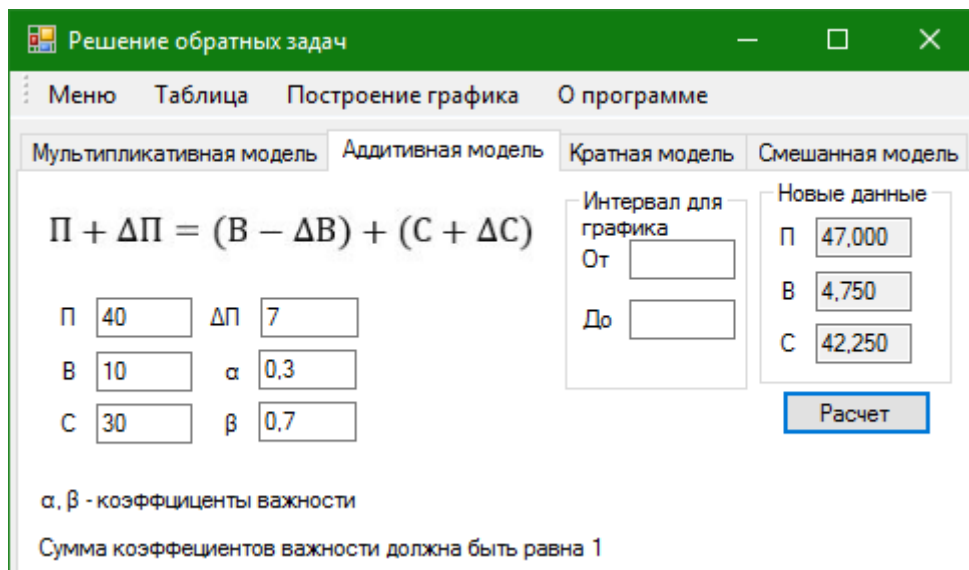 Решение обратных задач
Меню Таблица Построение графика О программе
Мультипликативная модель Аддитивная модель Кратная модель Смешанная модель
П + ΔП = (В − ΔВ) + (С + ΔС)
П 40 ΔП 7
В 10 α 0,3
С 30 β 0,7
Интервал для
графика
От
До
Новые данные
П 47,000
В 4,750
С 42,250
Расчет
α, β - коэффициценты важности
Сумма коэффециентов важности должна быть равна 1